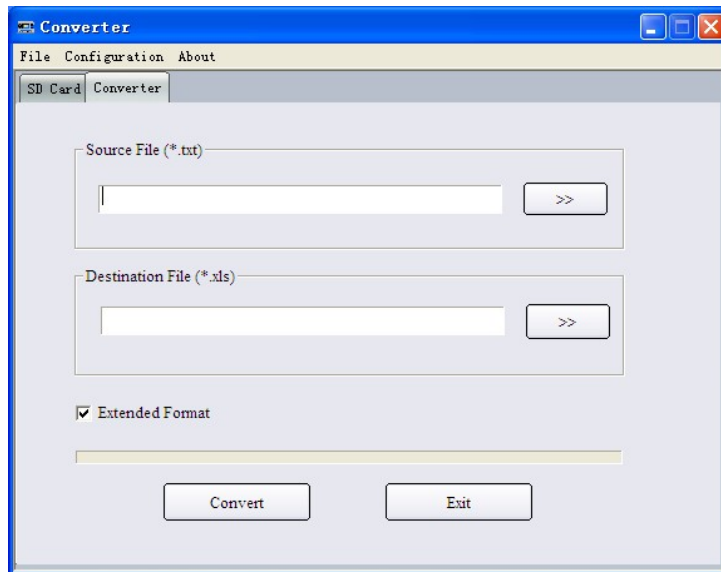 Converter
File Configuration About
SD Card Converter
Source File (*.txt)
>>
Destination File (*.xls)
>>
Extended Format
Convert Exit